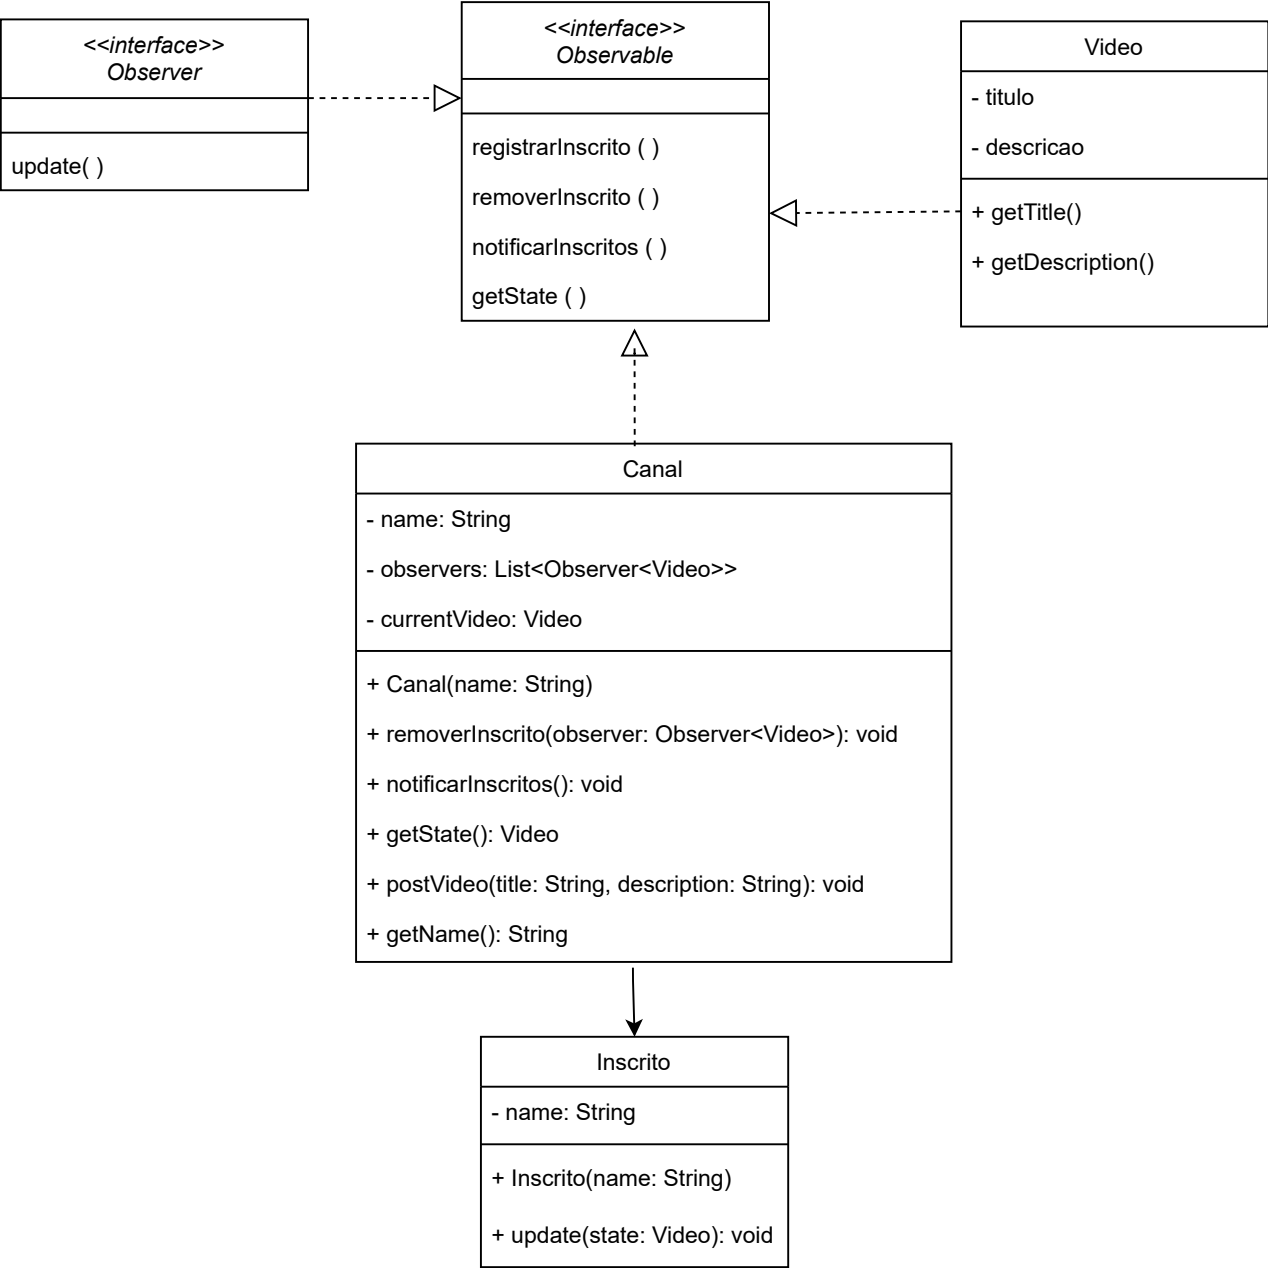 <<interface>>
Observer
update( )
<<interface>>
Observable
registrarInscrito ( )
removerInscrito ( )
notificarInscritos ( )
getState ( )
Video
- titulo
- descricao
+ getTitle()
+ getDescription()
Canal
- name: String
- observers: List<Observer<Video>>
- currentVideo: Video
+ Canal(name: String)
+ removerInscrito(observer: Observer<Video>): void
+ notificarInscritos(): void
+ getState(): Video
+ postVideo(title: String, description: String): void
+ getName(): String
Inscrito
- name: String
+ Inscrito(name: String)
+ update(state: Video): void